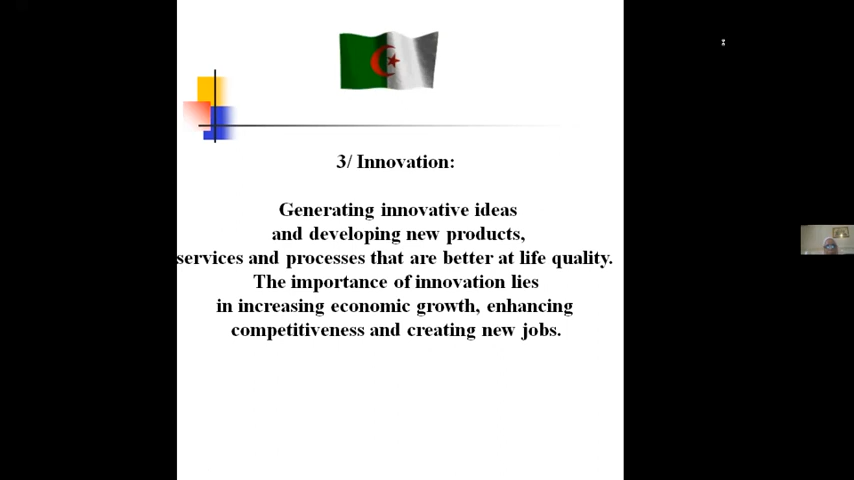 3/ Innovation:
Generating innovative ideas
and developing new products,
services and processes that are better at life quality.
The importance of innovation lies
in increasing economic growth, enhancing
competitiveness and creating new jobs.